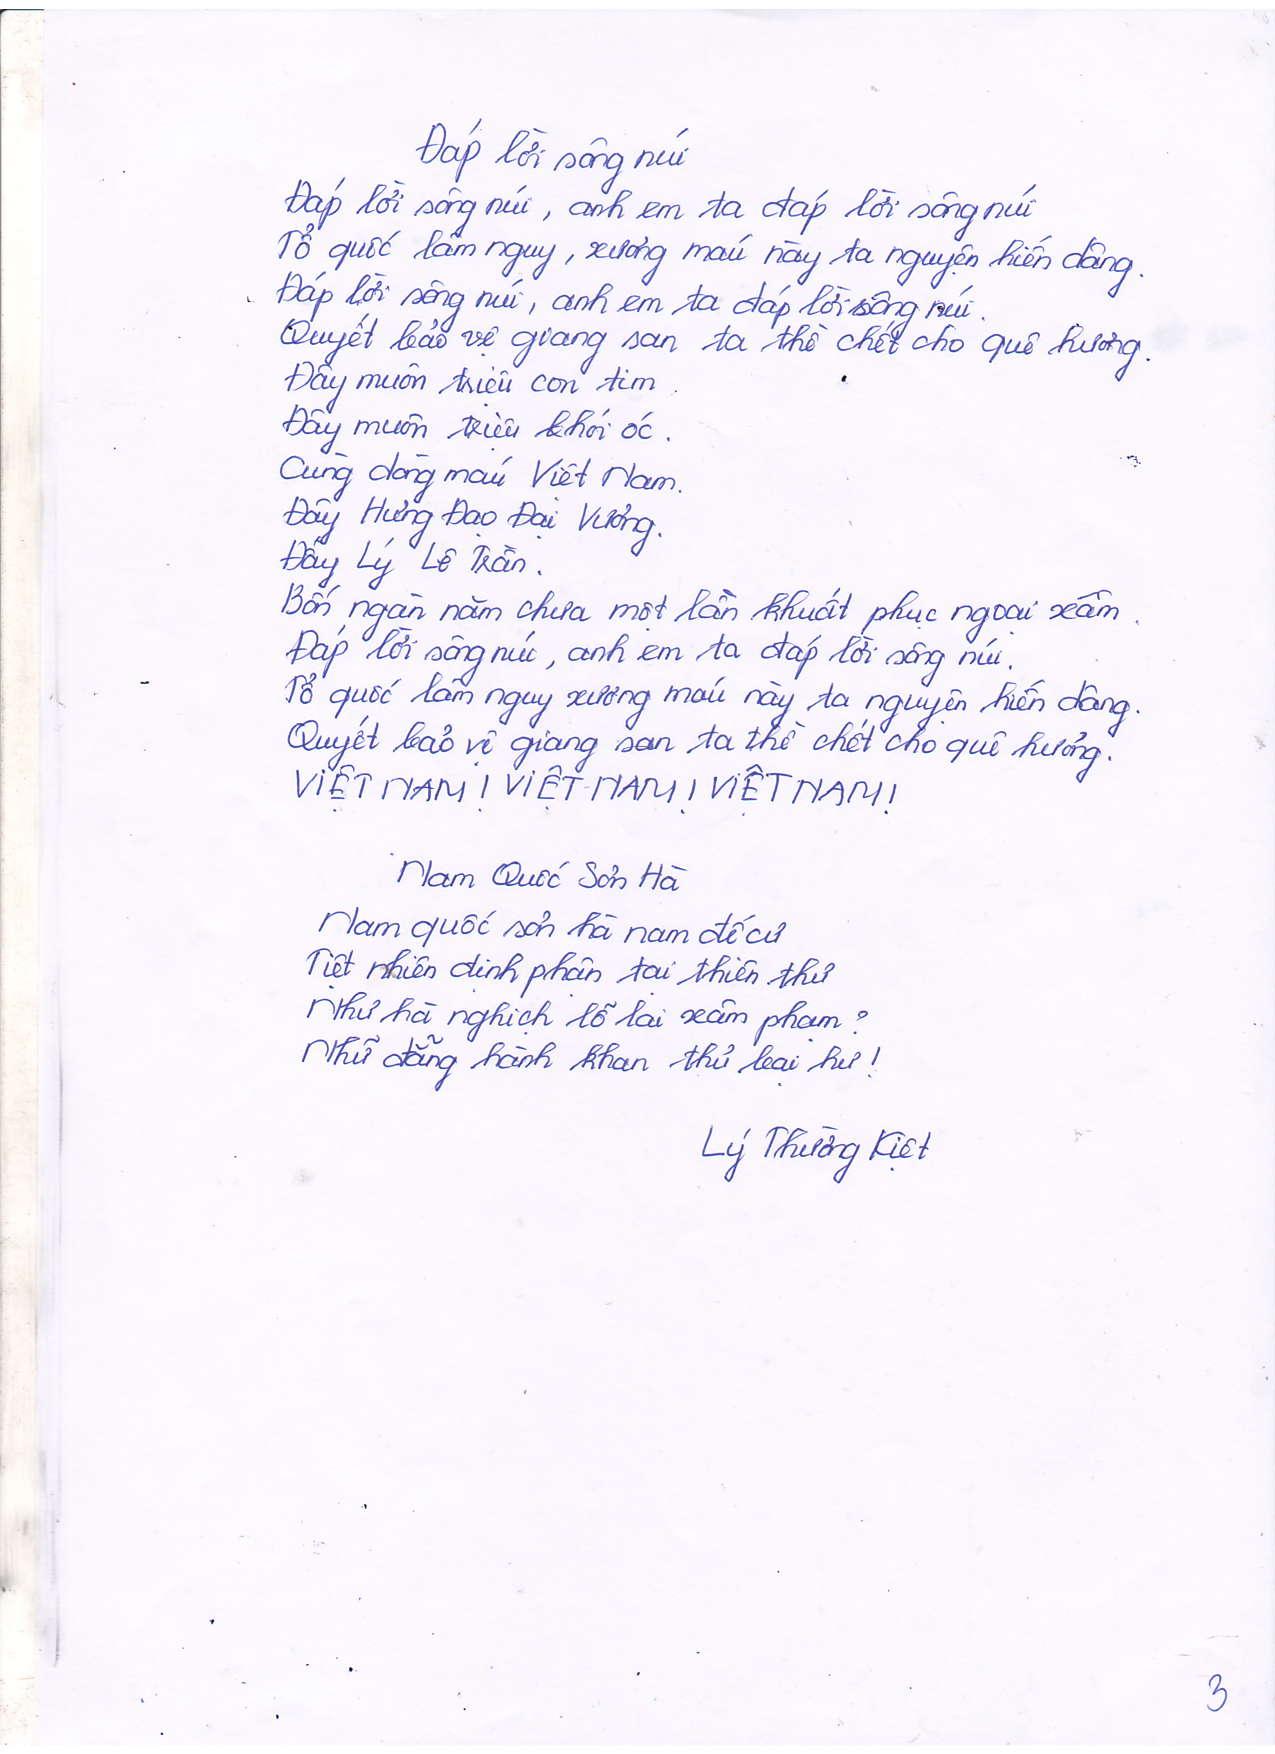 Đáp lời sông núi
Đáp lời sông núi, anh em ta đáp lời sông núi
Tổ quốc lâm nguy, xương máu này ta nguyện hiến dâng.
Đáp lời sông núi, anh em ta đáp lời sông núi.
Quyết bảo vệ giang san ta thề chết cho quê hương.
Đây muôn triệu con tim.
Đây muôn triệu khối óc.
Cùng dòng máu Việt Nam.
Đây Hưng Đạo Đại Vương.
Đây Lý Lê Trần.
Bốn ngàn năm chưa một lần khuất phục ngoại xâm.
Đáp lời sông núi, anh em ta đáp lời sông núi.
Tổ quốc lâm nguy xương máu này ta nguyện hiến dâng.
Quyết bảo vệ giang san ta thề chết cho quê hương.
VIỆT NAM! VIỆT NAM! VIỆT NAM!
Nam Quốc Sơn Hà
Nam quốc sơn hà nam đế cư
Tiệt nhiên định phận tại thiên thư
Như hà nghịch lỗ lai xâm phạm?
Nhữ đẳng hành khan thủ bại hư!
Lý Thường Kiệt
3